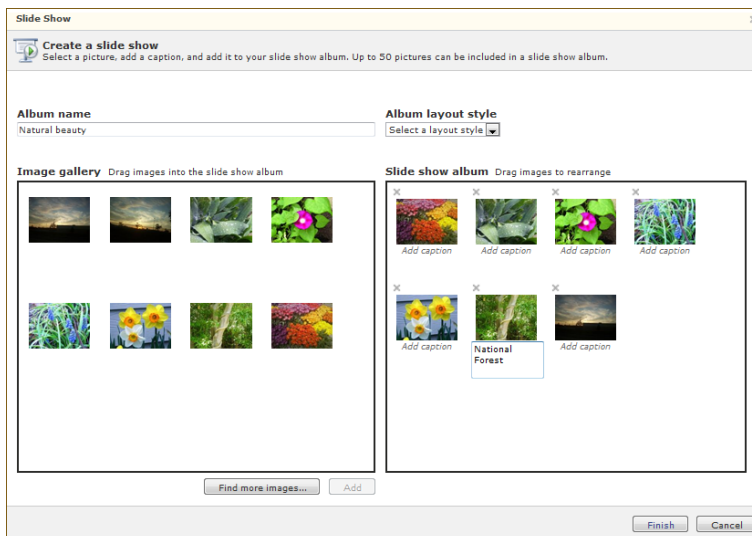 Slide Show
Create a slide show
Select a picture, add a caption, and add it to your slide show album. Up to 50 pictures can be included in a slide show album.
Album name
Natural beauty
Album layout style
Select a layout style
Image gallery Drag images into the slide show album
Slide show album Drag images to rearrange
Add caption
Add caption
Add caption
Add caption
Add caption
National
Forest
Add caption
Find more images...
Add
Finish
Cancel